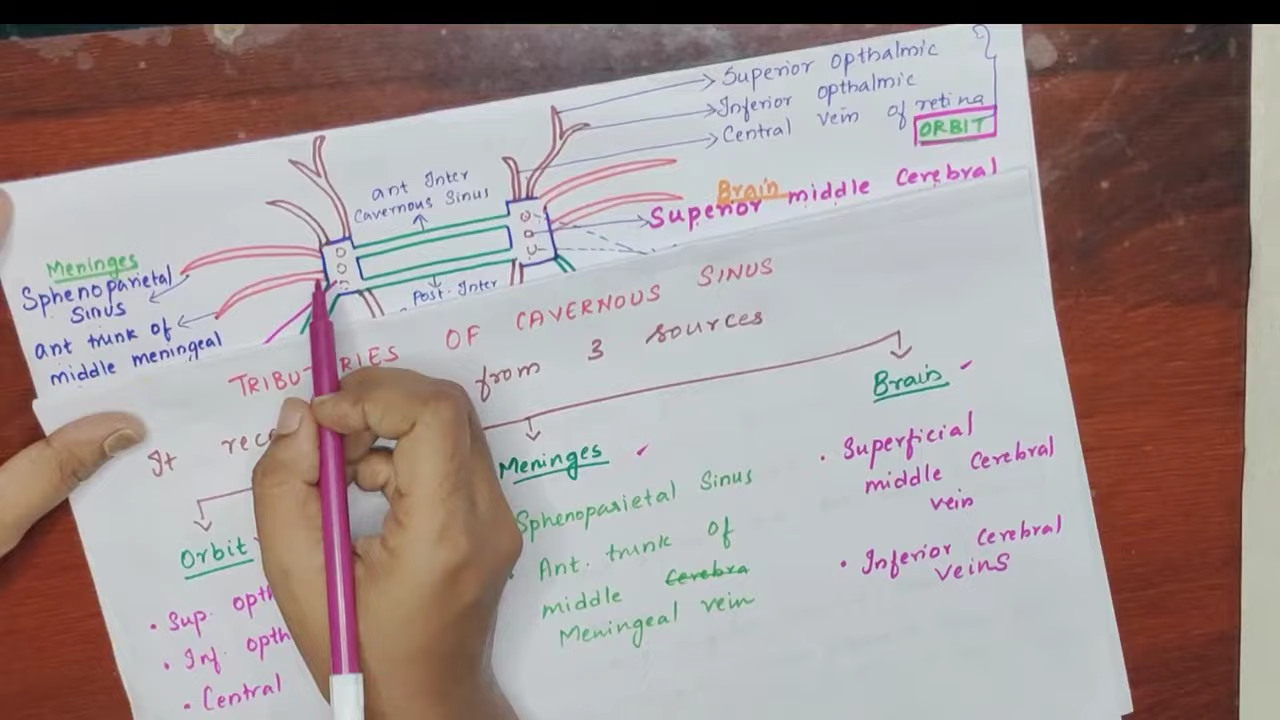 Superior opthalmic
Inferior opthalmic
Central vein of retina
ORBIT
ant Inter
Cavernous Sinus
Brain
Superior middle Cerebral
Meninges
Sphenoparietal
Sinus
ant trunk of
middle meningeal
Post. Inter
OF CAVERNOUS SINUS
It
from 3 sources
Orbit
• Sup.
• Inf.
• Central
Meninges
Sphenoparietal Sinus
• Ant. trunk of
middle Cerebra
Meningeal vein
Brain
• Superficial
middle Cerebral
vein
• Inferior Cerebral
veins